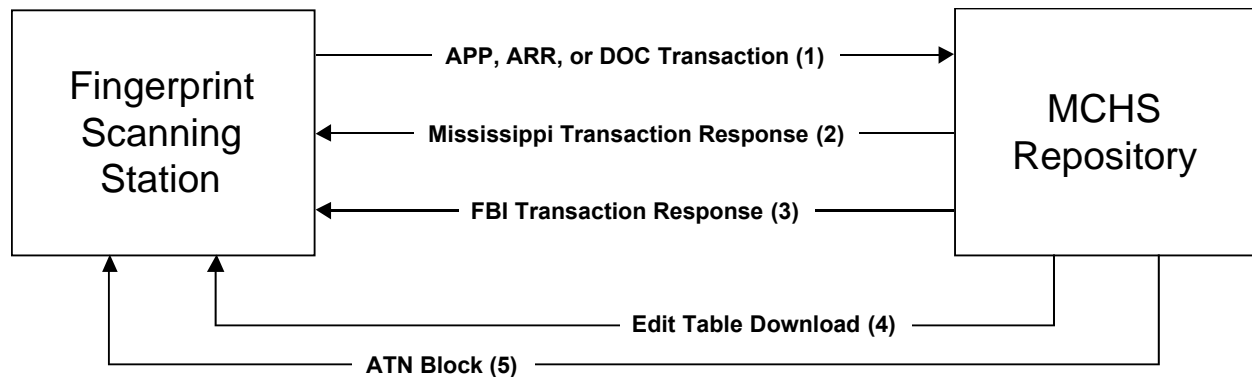 Fingerprint
Scanning
Station
APP, ARR, or DOC Transaction (1)
Mississippi Transaction Response (2)
FBI Transaction Response (3)
MCHS
Repository
Edit Table Download (4)
ATN Block (5)